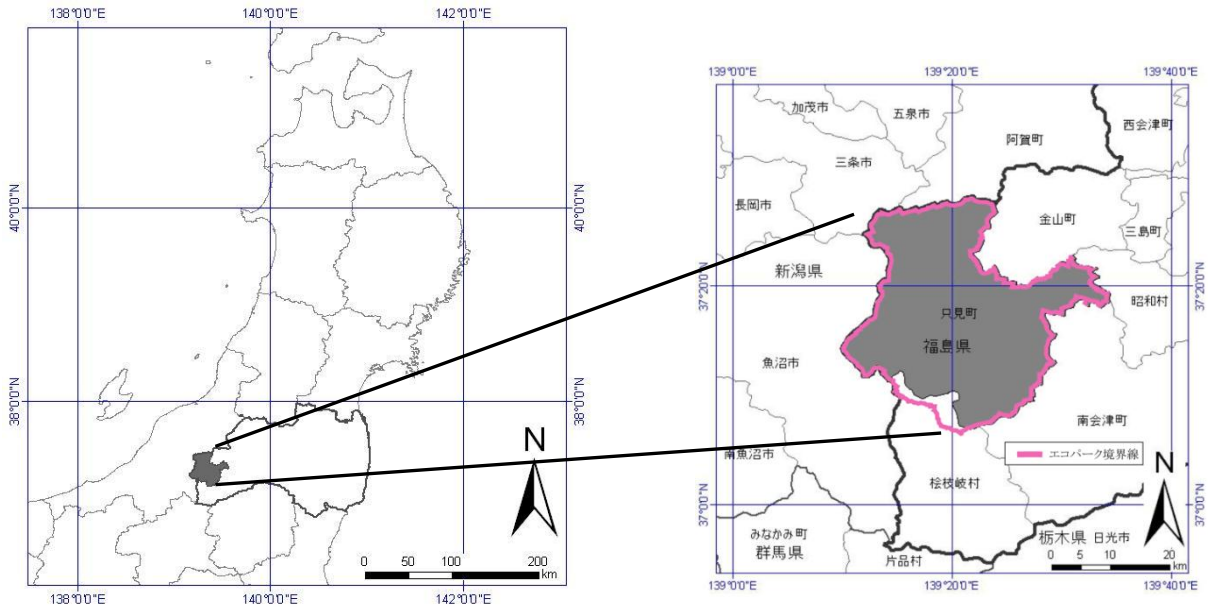 138°0'0"E
140°0'0"E
142°0'0"E
40°0'0"N
40°0'0"N
38°0'0"N
38°0'0"N
N
0 50 100 200
km
138°0'0"E
140°0'0"E
142°0'0"E
139°0'0"E
139°20'0"E
139°40'0"E
加茂市
五泉市
阿賀町
西会津町
三条市
長岡市
金山町
三島町
新潟県
37°20'0"N
37°20'0"N
昭和村
只見町
福島県
魚沼市
南会津町
エコパーク境界線
南魚沼市
N
桧枝岐村
37°0'0"N
37°0'0"N
みなかみ町
群馬県
片品村
栃木県 日光市
0 5 10 20
km
139°0'0"E
139°20'0"E
139°40'0"E